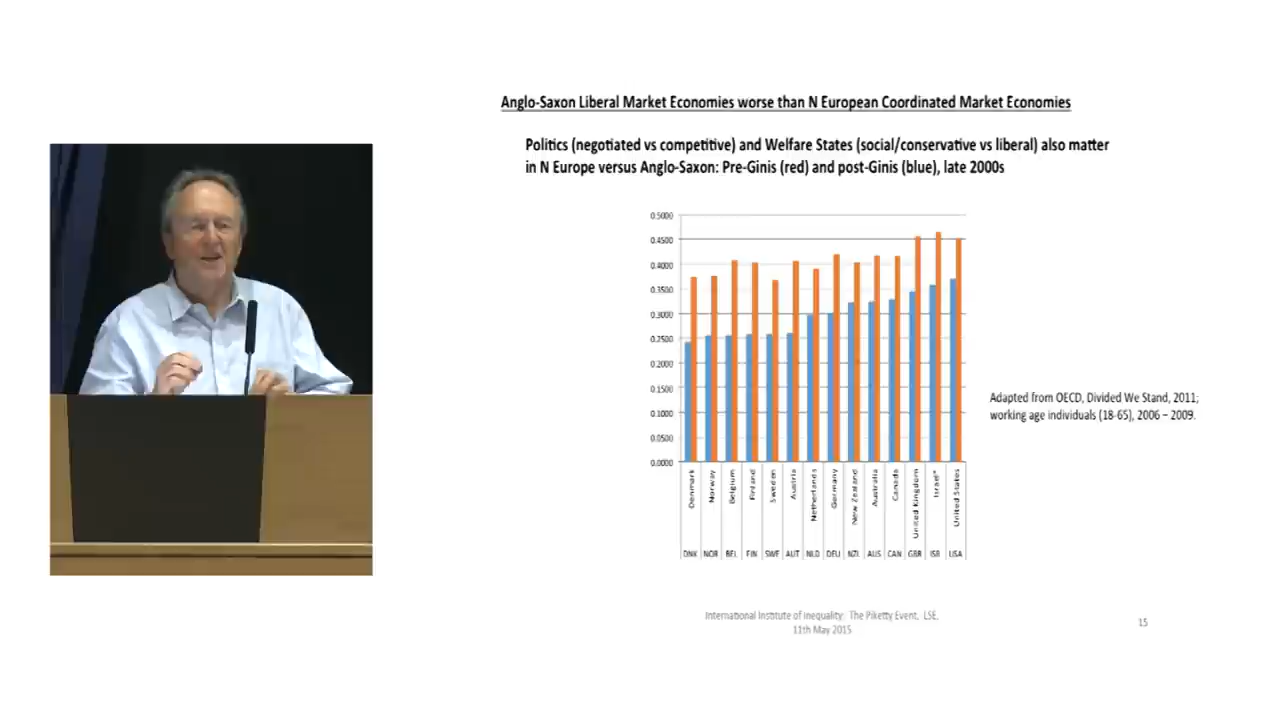 Anglo-Saxon Liberal Market Economies worse than N European Coordinated Market Economies
Politics (negotiated vs competitive) and Welfare States (social/conservative vs liberal) also matter
in N Europe versus Anglo-Saxon: Pre-Ginis (red) and post-Ginis (blue), late 2000s
0.5000
0.4500
0.4000
0.3500
0.3000
0.2500
0.2000
0.1500
0.1000
0.0500
0.0000
Denmark
Norway
Belgium
Finland
Sweden
Austria
Netherlands
Germany
New Zealand
Australia
Canada
United Kingdom
Israel*
United States
DNK NOR BEL FIN SWE AUT NLD DEU NZL AUS CAN GBR ISR USA
Adapted from OECD, Divided We Stand, 2011;
working age individuals (18-65), 2006 – 2009.
International Institute of Inequality: The Piketty Event, LSE,
11th May 2015
15